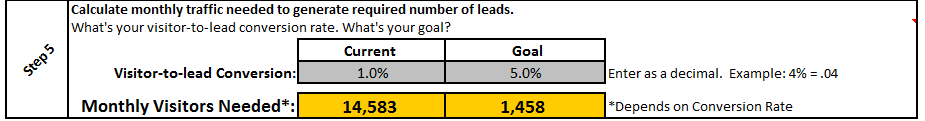 Calculate monthly traffic needed to generate required number of leads.
What's your visitor-to-lead conversion rate. What's your goal?
Step 5
Current Goal
Visitor-to-lead Conversion: 1.0% 5.0% Enter as a decimal. Example: 4% = .04
Monthly Visitors Needed*: 14,583 1,458 *Depends on Conversion Rate